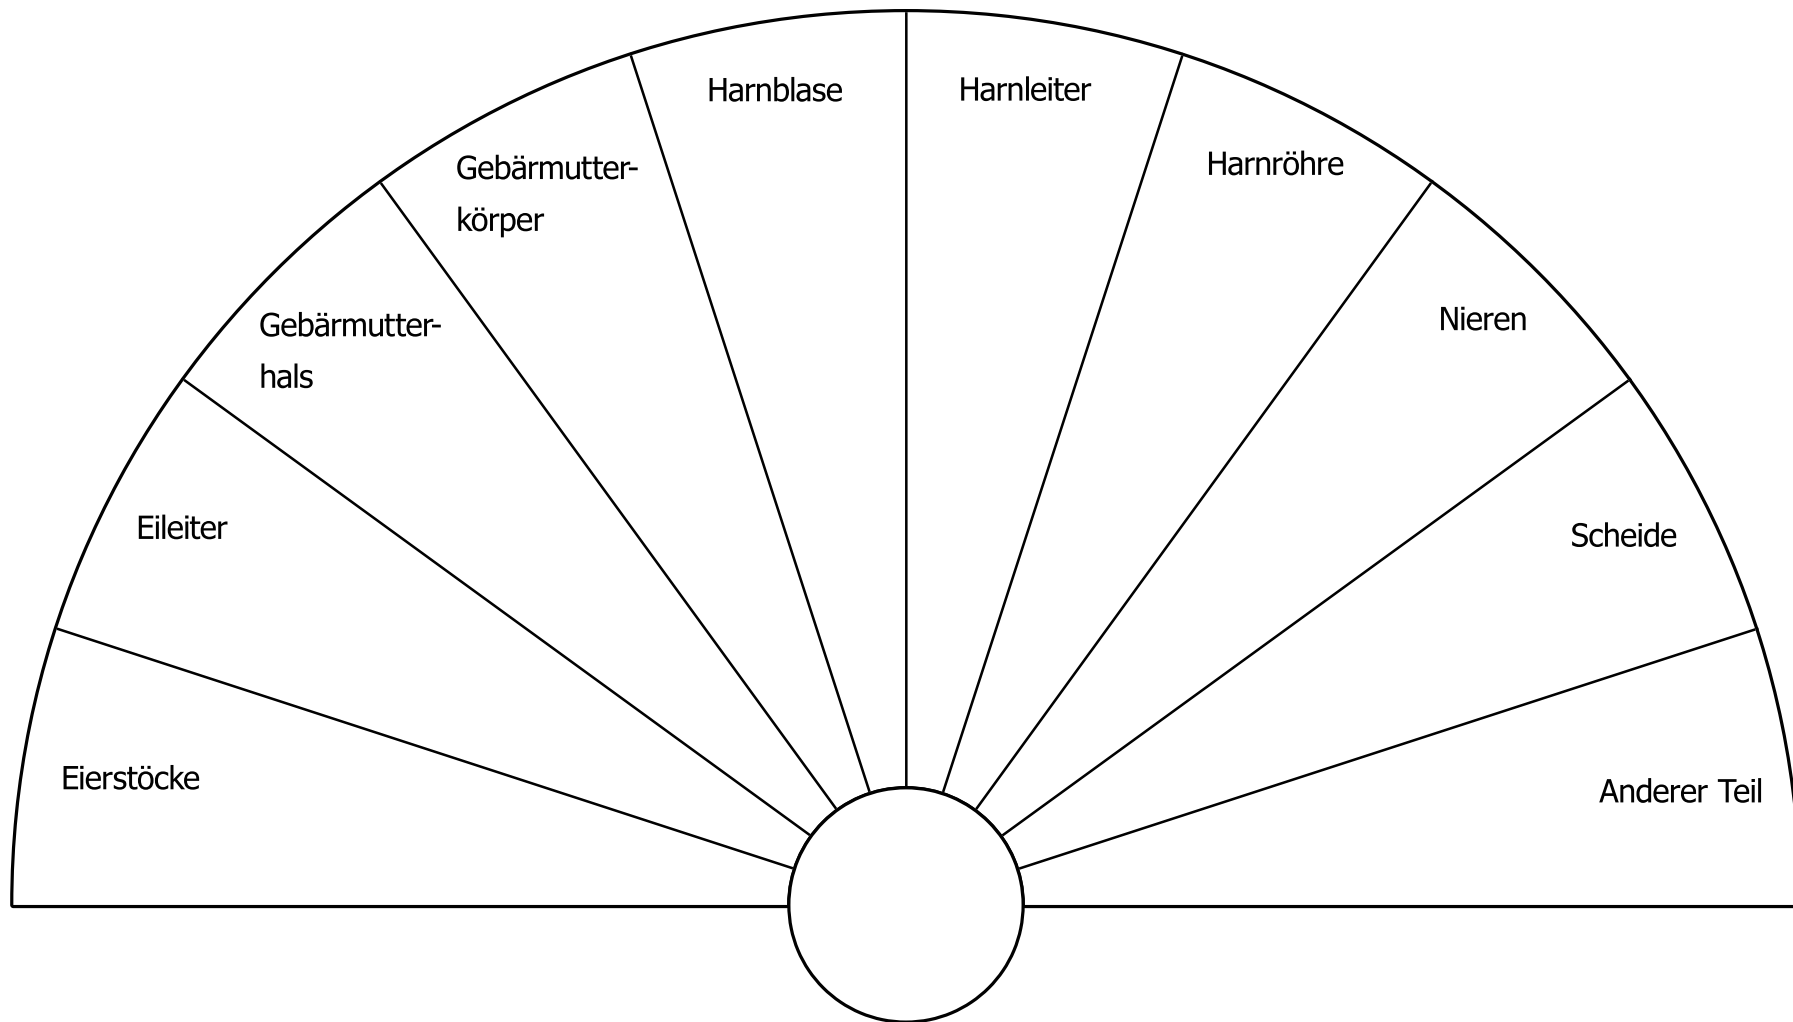 Eierstöcke
Eileiter
Gebärmutter-
hals
Gebärmutter-
körper
Harnblase
Harnleiter
Harnröhre
Nieren
Scheide
Anderer Teil